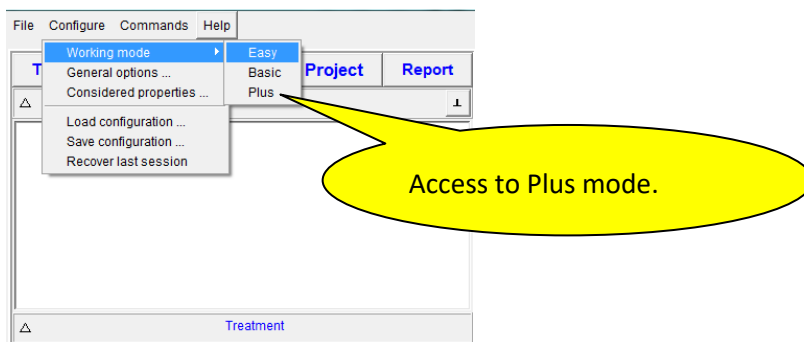 File Configure Commands Help
Working mode Easy
T Project Report
General options ... Basic
Considered properties ... Plus
Load configuration ...
Save configuration ...
Recover last session
Access to Plus mode.
Treatment